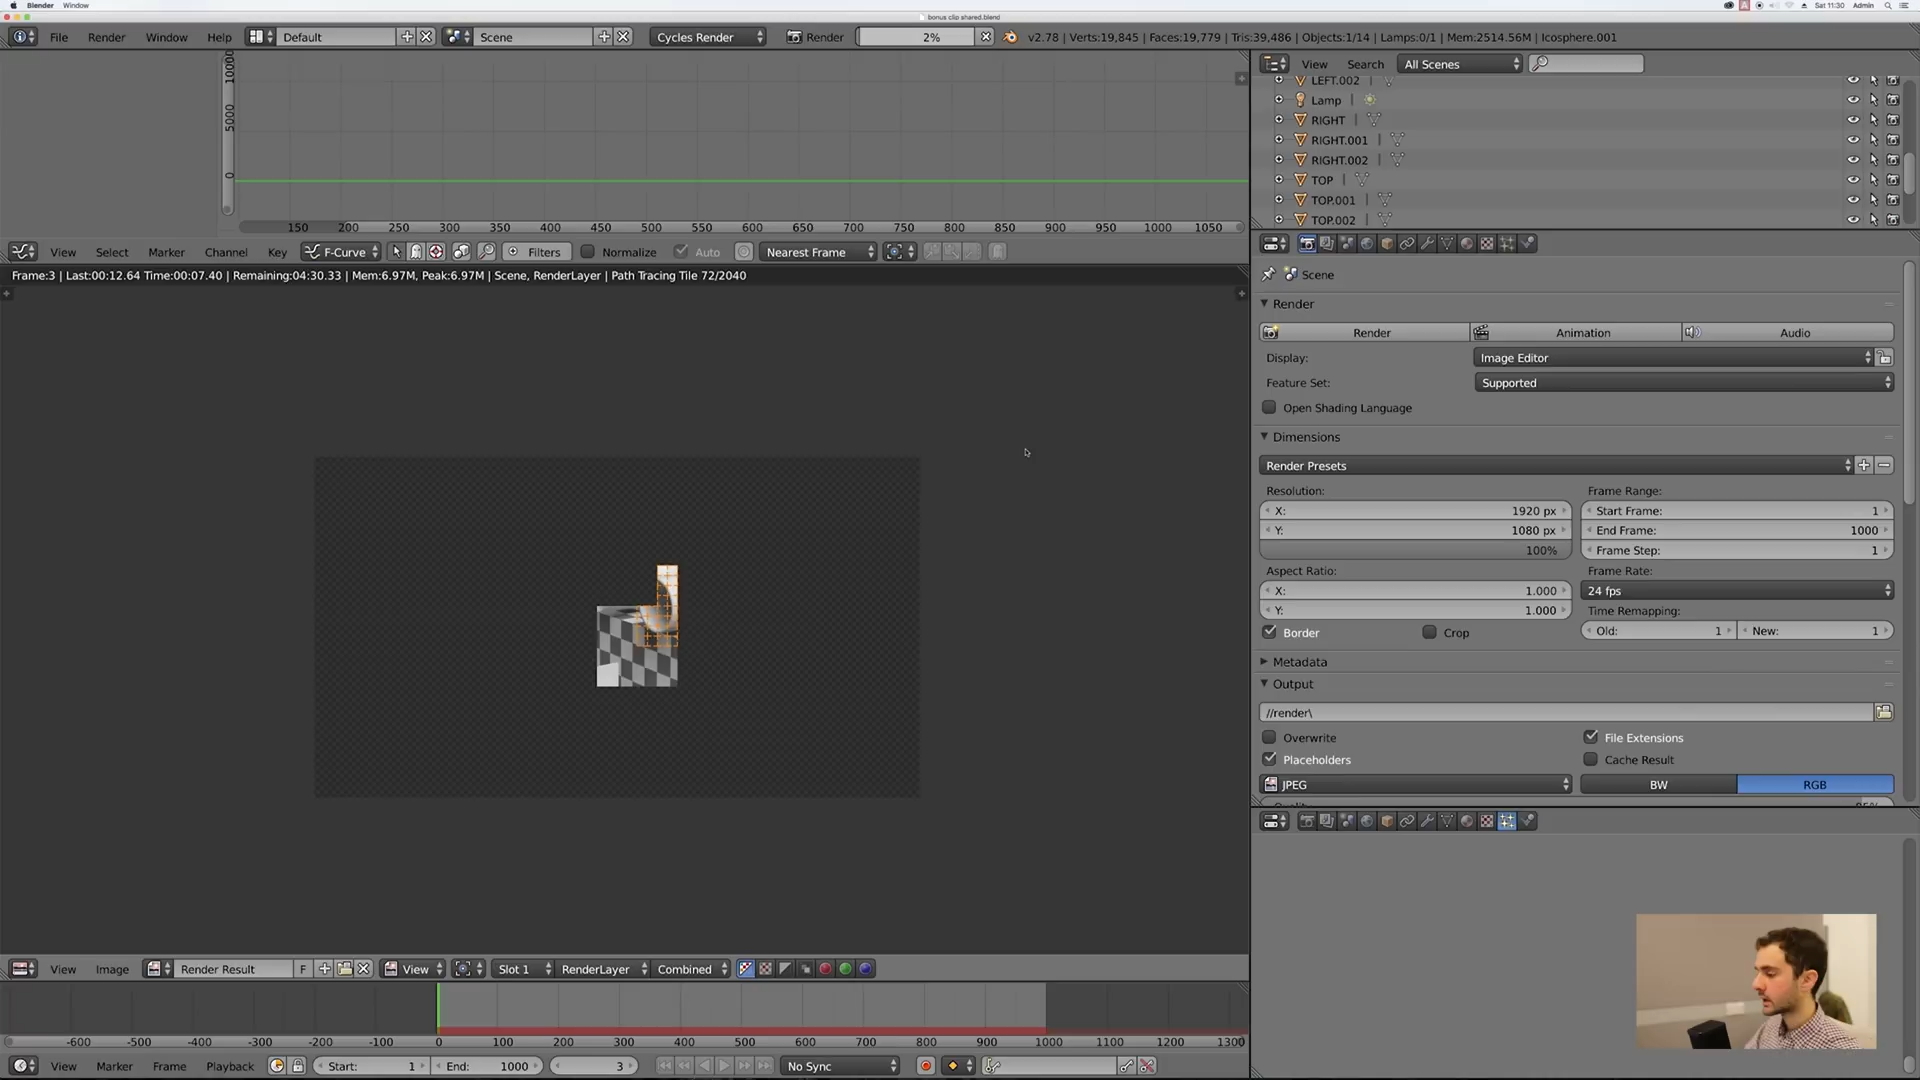 Blender Window Sat 11:30 Admin
bonus clip shared.blend
File Render Window Help Default Scene Cycles Render Render 2% v2.78 | Verts:19,845 | Faces:19,779 | Tris:39,486 | Objects:1/14 | Lamps:0/1 | Mem:2514.56M | Icosphere.001
View Search All Scenes
LEFT.002
Lamp
RIGHT
RIGHT.001
RIGHT.002
TOP
TOP.001
TOP.002
10000
5000
0
150 200 250 300 350 400 450 500 550 600 650 700 750 800 850 900 950 1000 1050
View Select Marker Channel Key F-Curve Filters Normalize Auto Nearest Frame
Frame:3 | Last:00:12.64 Time:00:07.40 | Remaining:04:30.33 | Mem:6.97M, Peak:6.97M | Scene, RenderLayer | Path Tracing Tile 72/2040
Scene
Render
Render Animation Audio
Display: Image Editor
Feature Set: Supported
Open Shading Language
Dimensions
Render Presets
Resolution: Frame Range:
X: 1920 px Start Frame: 1
Y: 1080 px End Frame: 1000
100% Frame Step: 1
Aspect Ratio: Frame Rate:
X: 1.000 24 fps
Y: 1.000 Time Remapping:
Border Crop Old: 1 New: 1
Metadata
Output
//render\
Overwrite File Extensions
Placeholders Cache Result
JPEG BW RGB
View Image Render Result F View Slot 1 RenderLayer Combined
-600 -500 -400 -300 -200 -100 0 100 200 300 400 500 600 700 800 900 1000 1100 1200 1300
View Marker Frame Playback Start: 1 End: 1000 3 No Sync